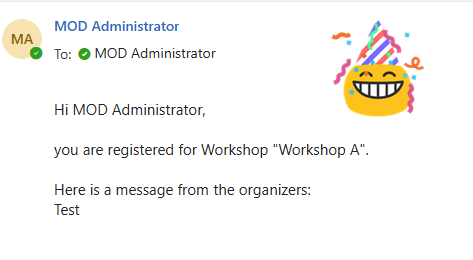 MA
MOD Administrator
To: MOD Administrator
Hi MOD Administrator,
you are registered for Workshop "Workshop A".
Here is a message from the organizers:
Test